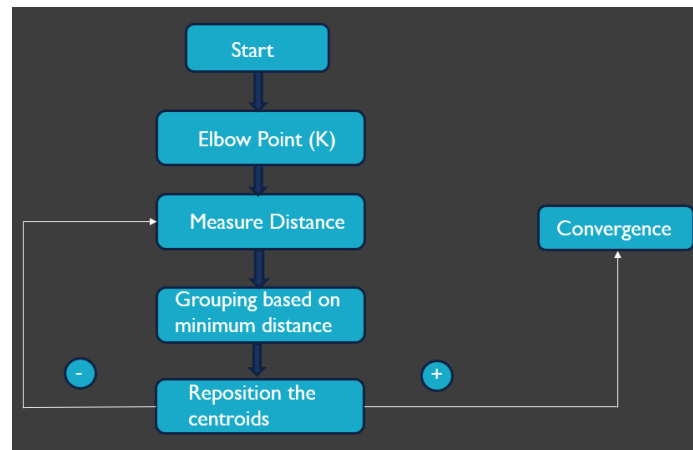 Start
Elbow Point (K)
Measure Distance
Convergence
Grouping based on
minimum distance
-
+
Reposition the
centroids